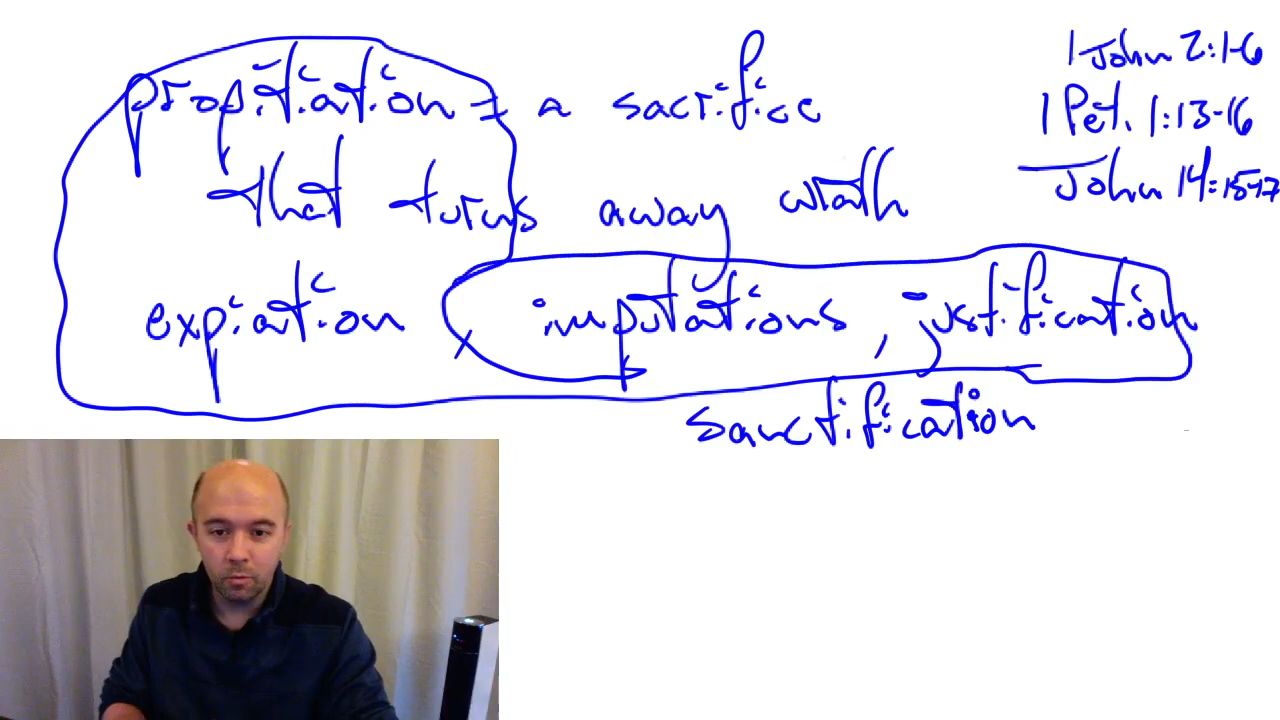 propitiation - a sacrifice
that turns away wrath
expiation, imputations, justification
sanctification
1 John 2:1-6
1 Pet. 1:13-16
John 14:15-17